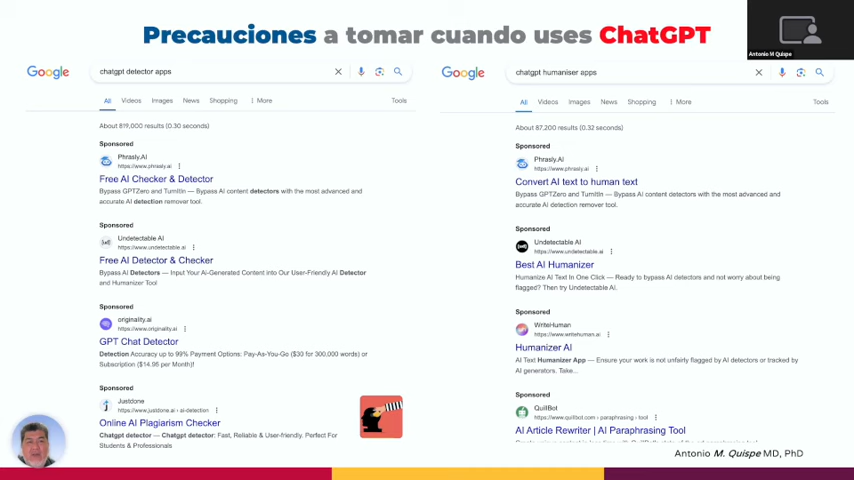 Precauciones a tomar cuando uses ChatGPT
Antonio M Quispe
Google
chatgpt detector apps
All Videos Images News Shopping More Tools
About 819,000 results (0.30 seconds)
Sponsored
Phrasly.AI
https://www.phrasly.ai
Free AI Checker & Detector
Bypass GPTZero and TurnItIn — Bypass AI content detectors with the most advanced and
accurate AI detection remover tool.
Sponsored
Undetectable AI
https://www.undetectable.ai
Free AI Detector & Checker
Bypass AI Detectors — Input Your AI-Generated Content into Our User-Friendly AI Detector
and Humanizer Tool
Sponsored
originality.ai
https://www.originality.ai
GPT Chat Detector
Detection Accuracy up to 99% Payment Options: Pay-As-You-Go ($30 for 300,000 words) or
Subscription ($14.95 per Month)!
Sponsored
Justdone
https://www.justdone.ai › ai-detection
Online AI Plagiarism Checker
Chatgpt detector — Chatgpt detector: Fast, Reliable & User-friendly. Perfect For
Students & Professionals
Google
chatgpt humaniser apps
All Videos Images News Shopping More Tools
About 87,200 results (0.32 seconds)
Sponsored
Phrasly.AI
https://www.phrasly.ai
Convert AI text to human text
Bypass GPTZero and TurnItIn — Bypass AI content detectors with the most advanced and
accurate AI detection remover tool.
Sponsored
Undetectable AI
https://www.undetectable.ai
Best AI Humanizer
Humanize AI Text In One Click — Ready to bypass AI detectors and not worry about being
flagged? Then try Undetectable AI.
Sponsored
WriteHuman
https://www.writehuman.ai
Humanizer AI
AI Text Humanizer App — Ensure your work is not unfairly flagged by AI detectors or tracked by
AI generators. Take...
Sponsored
QuillBot
https://www.quillbot.com › paraphrasing › tool
AI Article Rewriter | AI Paraphrasing Tool
Antonio M. Quispe MD, PhD